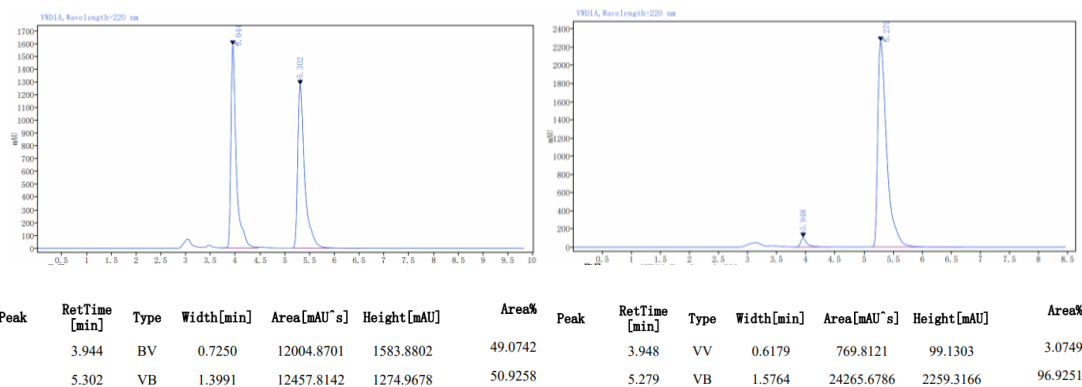 VWD1A, Wavelength=220 nm
1700
1600
1500
1400
1300
1200
1100
1000
900
800
700
600
500
400
300
200
100
0
mAU
3.944
5.302
0.5 1 1.5 2 2.5 3 3.5 4 4.5 5 5.5 6 6.5 7 7.5 8 8.5 9 9.5 10
Peak RetTime [min] Type Width[min] Area[mAU^s] Height[mAU] Area%
3.944 BV 0.7250 12004.8701 1583.8802 49.0742
5.302 VB 1.3991 12457.8142 1274.9678 50.9258
VWD1A, Wavelength=220 nm
2400
2200
2000
1800
1600
1400
1200
1000
800
600
400
200
0
mAU
3.948
5.279
0.5 1 1.5 2 2.5 3 3.5 4 4.5 5 5.5 6 6.5 7 7.5 8 8.5
Peak RetTime [min] Type Width[min] Area[mAU^s] Height[mAU] Area%
3.948 VV 0.6179 769.8121 99.1303 3.0749
5.279 VB 1.5764 24265.6786 2259.3166 96.9251